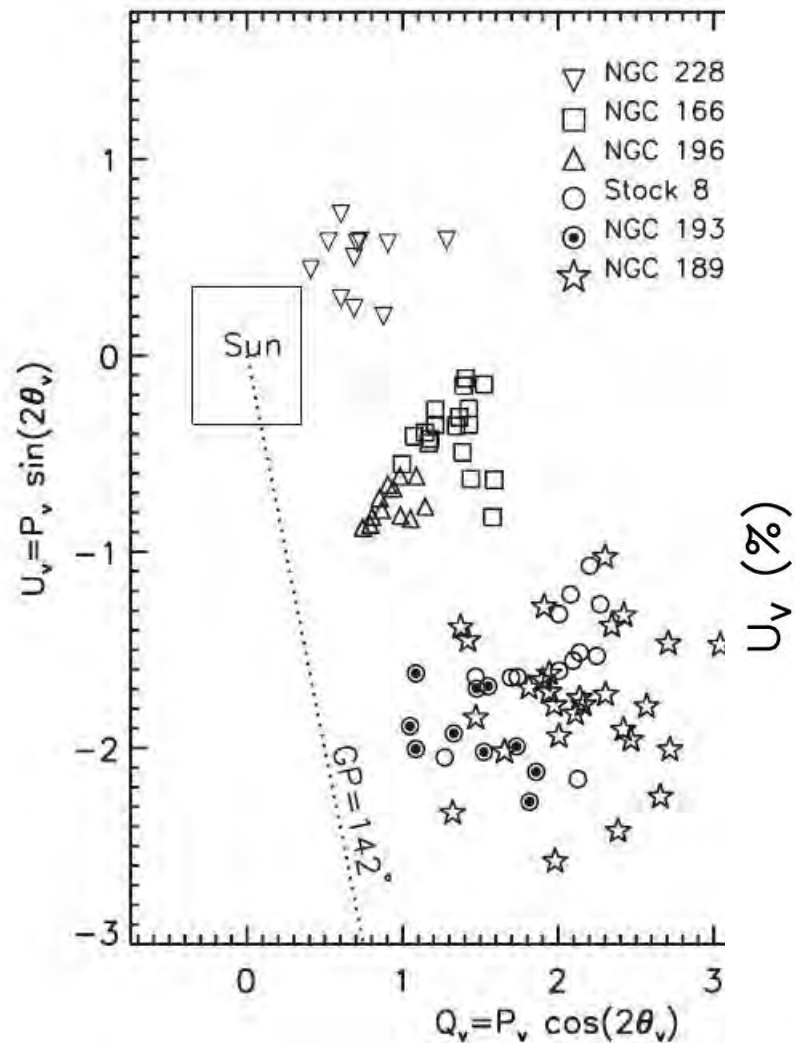 NGC 228
NGC 166
NGC 196
Stock 8
NGC 193
NGC 189
1
0
-1
-2
-3
Sun
GP=142°
U_v=P_v sin(2θ_v)
U_v (%)
0 1 2 3
Q_v=P_v cos(2θ_v)